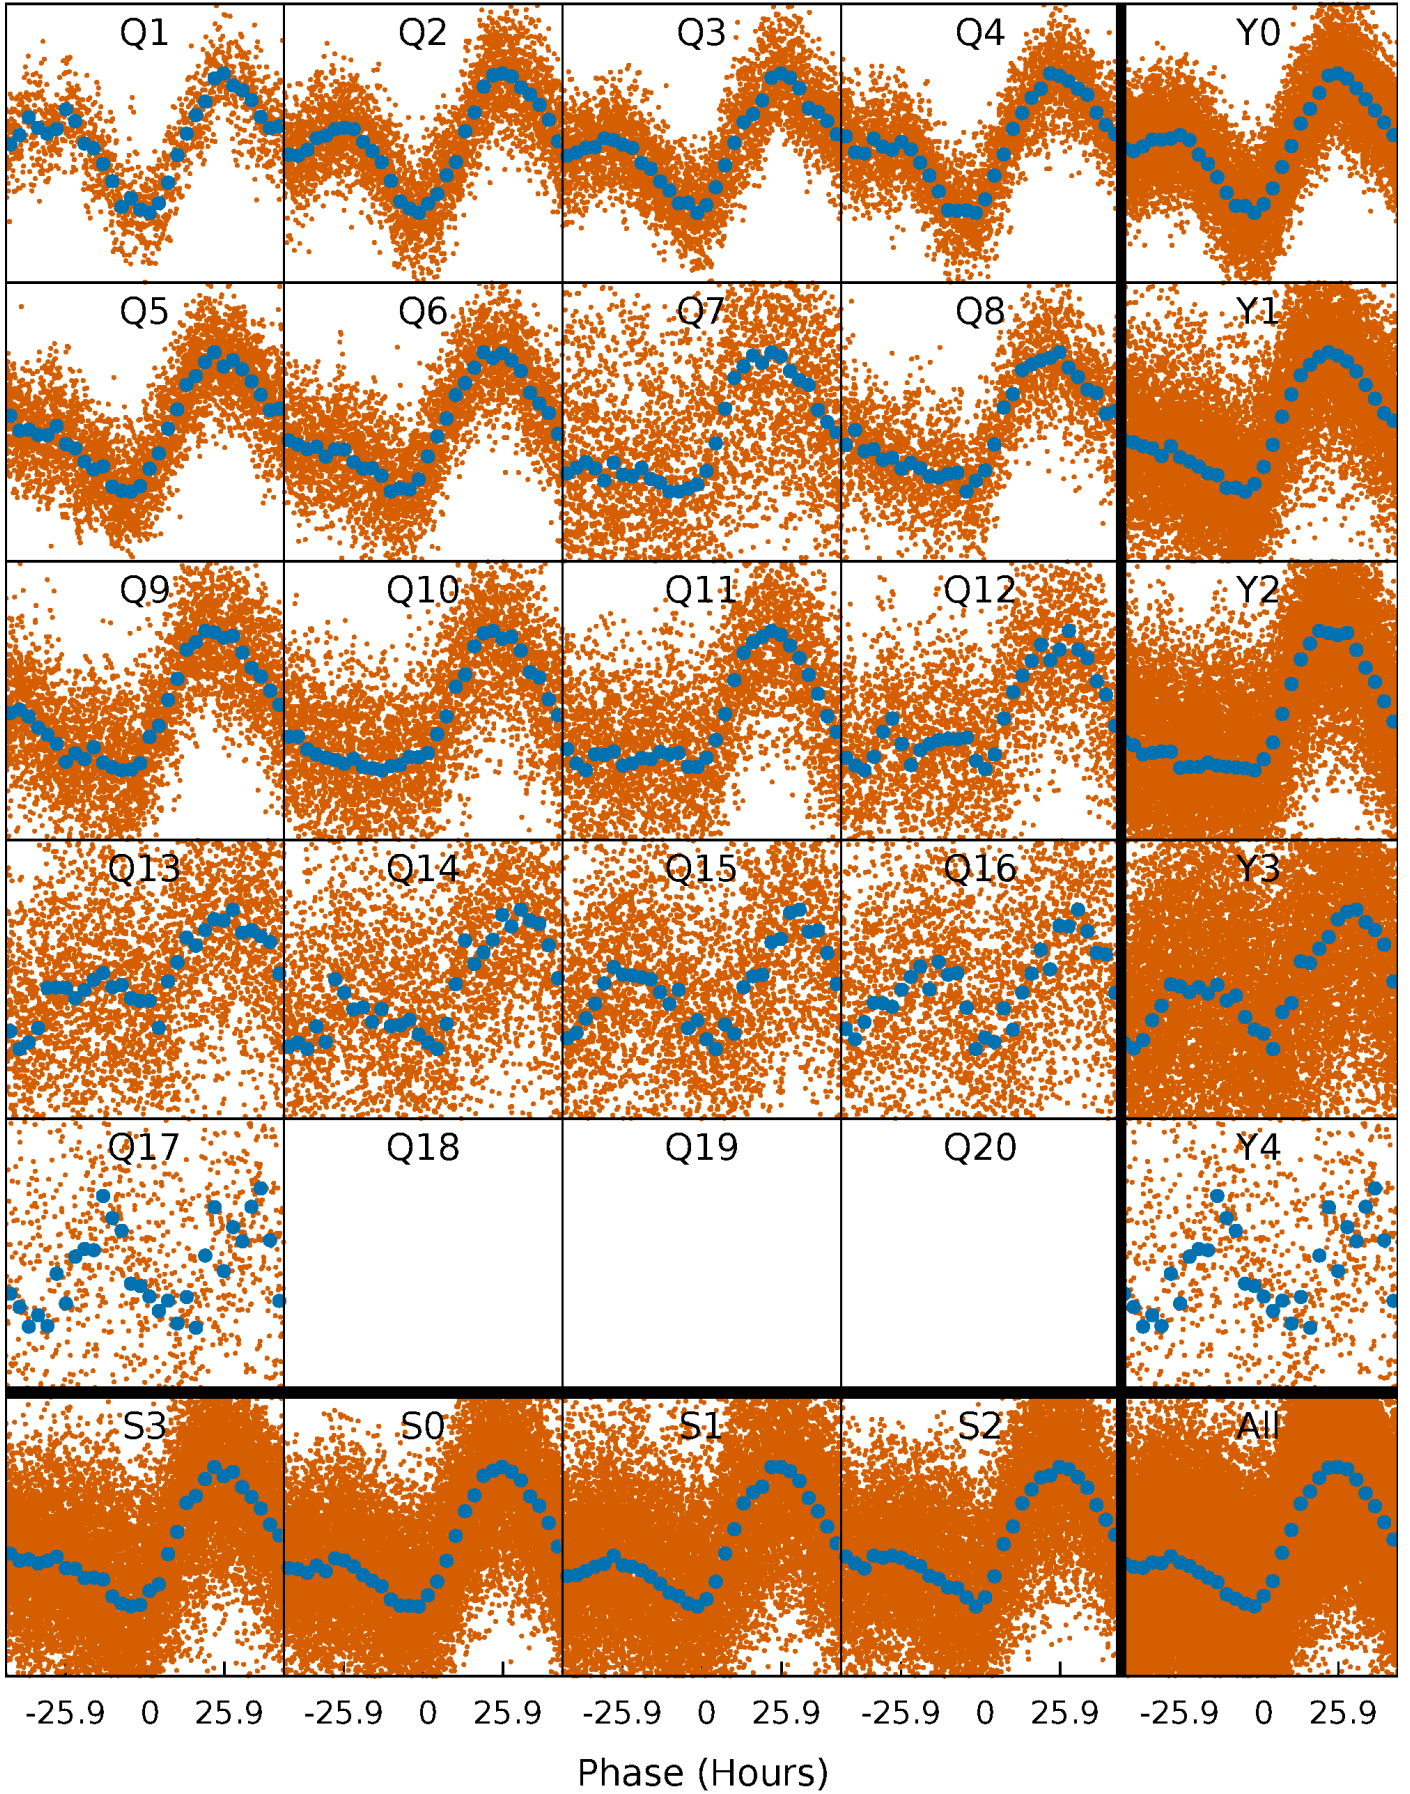 Q1 Q2 Q3 Q4 Y0
Q5 Q6 Q7 Q8 Y1
Q9 Q10 Q11 Q12 Y2
Q13 Q14 Q15 Q16 Y3
Q17 Q18 Q19 Q20 Y4
S3 S0 S1 S2 All
-25.9 0 25.9 -25.9 0 25.9 -25.9 0 25.9 -25.9 0 25.9 -25.9 0 25.9
Phase (Hours)